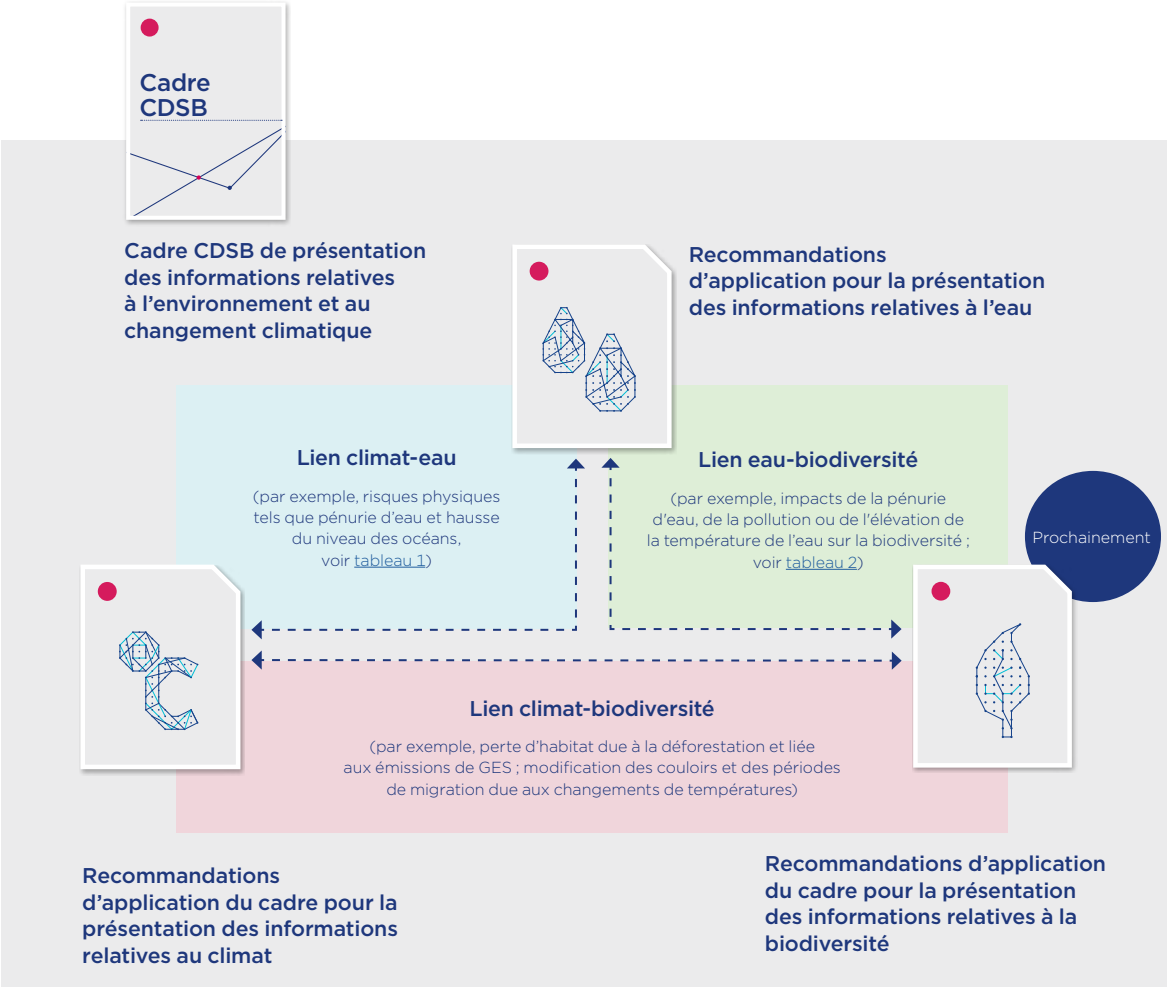 Cadre
CDSB
Cadre CDSB de présentation
des informations relatives
à l’environnement et au
changement climatique
Recommandations
d’application pour la présentation
des informations relatives à l’eau
Lien climat-eau
(par exemple, risques physiques
tels que pénurie d’eau et hausse
du niveau des océans,
voir tableau 1)
Lien eau-biodiversité
(par exemple, impacts de la pénurie
d'eau, de la pollution ou de l'élévation de
la température de l’eau sur la biodiversité ;
voir tableau 2)
Prochainement
Lien climat-biodiversité
(par exemple, perte d’habitat due à la déforestation et liée
aux émissions de GES ; modification des couloirs et des périodes
de migration due aux changements de températures)
Recommandations
d’application du cadre pour la
présentation des informations
relatives au climat
Recommandations d’application
du cadre pour la présentation
des informations relatives à la
biodiversité